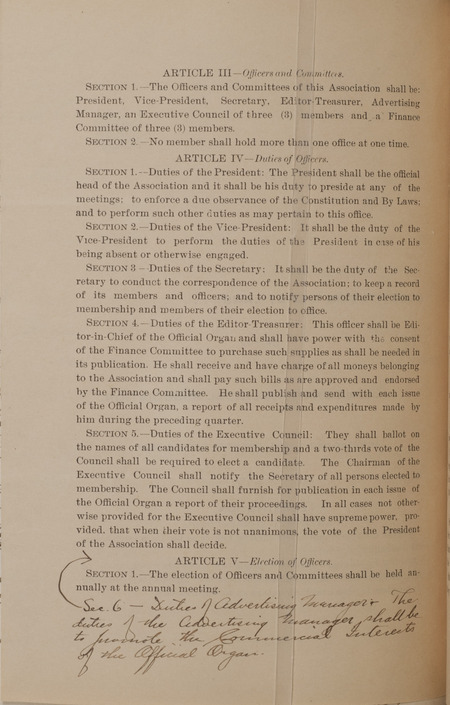 ARTICLE III—Officers and Committees.
SECTION 1.—The Officers and Committees of this Association shall be:
President, Vice-President, Secretary, Editor-Treasurer, Advertising
Manager, an Executive Council of three (3) members and a Finance
Committee of three (3) members.
SECTION 2.—No member shall hold more than one office at one time.
ARTICLE IV—Duties of Officers.
SECTION 1.--Duties of the President: The President shall be the official
head of the Association and it shall be his duty to preside at any of the
meetings; to enforce a due observance of the Constitution and By Laws;
and to perform such other duties as may pertain to this office.
SECTION 2.—Duties of the Vice-President: It shall be the duty of the
Vice-President to perform the duties of the President in case of his
being absent or otherwise engaged.
SECTION 3—Duties of the Secretary: It shall be the duty of the Sec-
retary to conduct the correspondence of the Association; to keep a record
of its members and officers; and to notify persons of their election to
membership and members of their election to office.
SECTION 4.—Duties of the Editor-Treasurer: This officer shall be Edi-
tor-in-Chief of the Official Organ and shall have power with the consent
of the Finance Committee to purchase such supplies as shall be needed in
its publication. He shall receive and have charge of all moneys belonging
to the Association and shall pay such bills as are approved and endorsed
by the Finance Committee. He shall publish and send with each issue
of the Official Organ, a report of all receipts and expenditures made by
him during the preceding quarter.
SECTION 5.—Duties of the Executive Council: They shall ballot on
the names of all candidates for membership and a two-thirds vote of the
Council shall be required to elect a candidate. The Chairman of the
Executive Council shall notify the Secretary of all persons elected to
membership. The Council shall furnish for publication in each issue of
the Official Organ a report of their proceedings. In all cases not other-
wise provided for the Executive Council shall have supreme power, pro-
vided, that when their vote is not unanimous, the vote of the President
of the Association shall decide.
ARTICLE V—Election of Officers.
SECTION 1.—The election of Officers and Committees shall be held an-
nually at the annual meeting.
Sec. 6 — Duties of Advertising Manager The
duties of the Advertising Manager shall be
to promote the Commercial Interests
of the Official Organ.